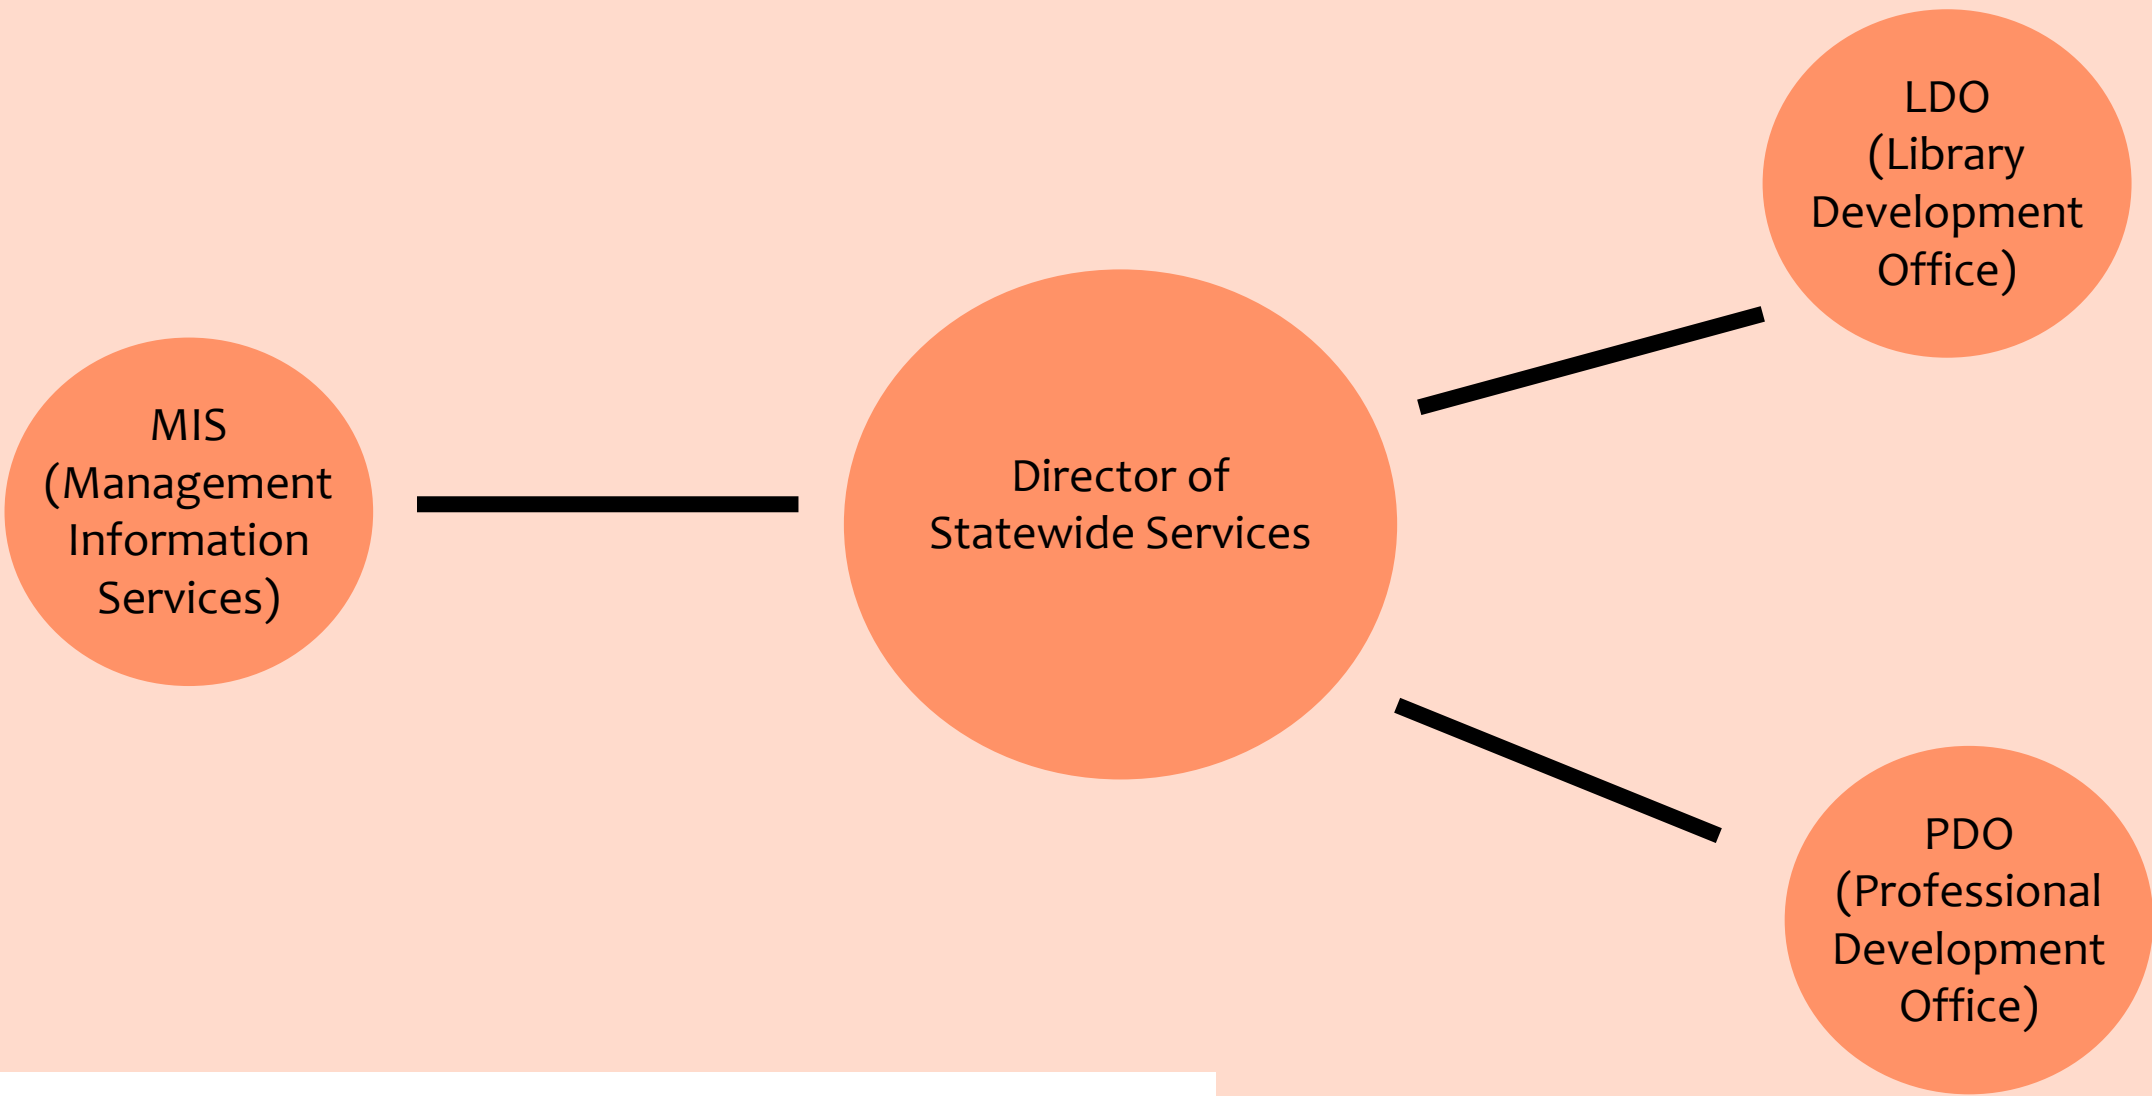 LDO
(Library
Development
Office)
MIS
(Management
Information
Services)
Director of
Statewide Services
PDO
(Professional
Development
Office)